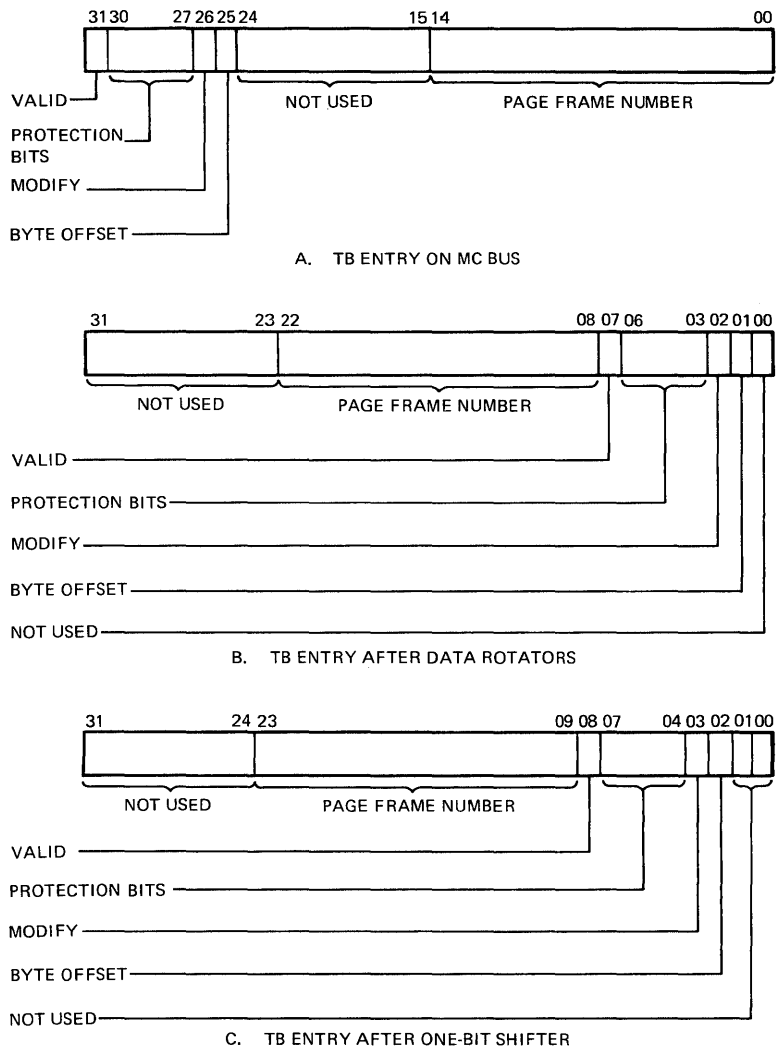 31 30 27 26 25 24 15 14 00
VALID
NOT USED PAGE FRAME NUMBER
PROTECTION
BITS
MODIFY
BYTE OFFSET
A. TB ENTRY ON MC BUS
31 23 22 08 07 06 03 02 01 00
NOT USED PAGE FRAME NUMBER
VALID
PROTECTION BITS
MODIFY
BYTE OFFSET
NOT USED
B. TB ENTRY AFTER DATA ROTATORS
31 24 23 09 08 07 04 03 02 01 00
NOT USED PAGE FRAME NUMBER
VALID
PROTECTION BITS
MODIFY
BYTE OFFSET
NOT USED
C. TB ENTRY AFTER ONE-BIT SHIFTER